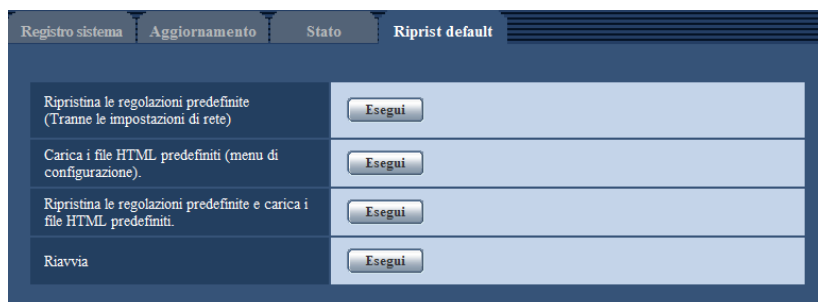 Registro sistema Aggiornamento Stato Riprist default
Ripristina le regolazioni predefinite
(Tranne le impostazioni di rete)
Esegui
Carica i file HTML predefiniti (menu di
configurazione).
Esegui
Ripristina le regolazioni predefinite e carica i
file HTML predefiniti.
Esegui
Riavvia
Esegui